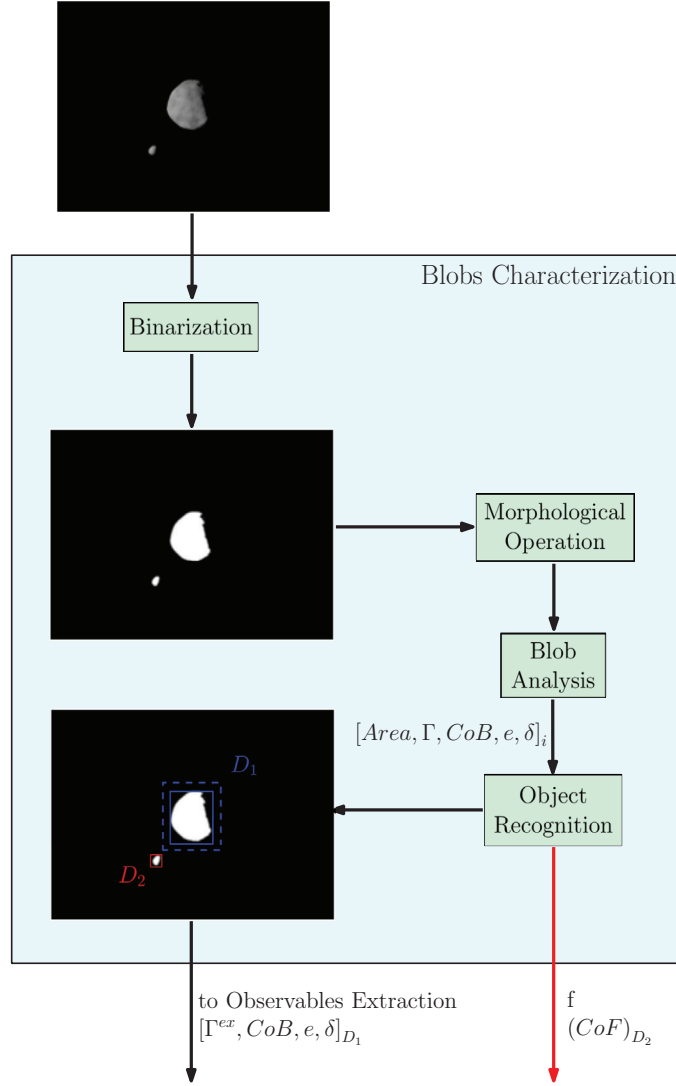 Blobs Characterization
Binarization
Morphological
Operation
Blob
Analysis
[Area, Γ, CoB, e, δ]_i
Object
Recognition
D_1
D_2
to Observables Extraction
[Γ^{ex}, CoB, e, δ]_{D_1}
f
(CoF)_{D_2}